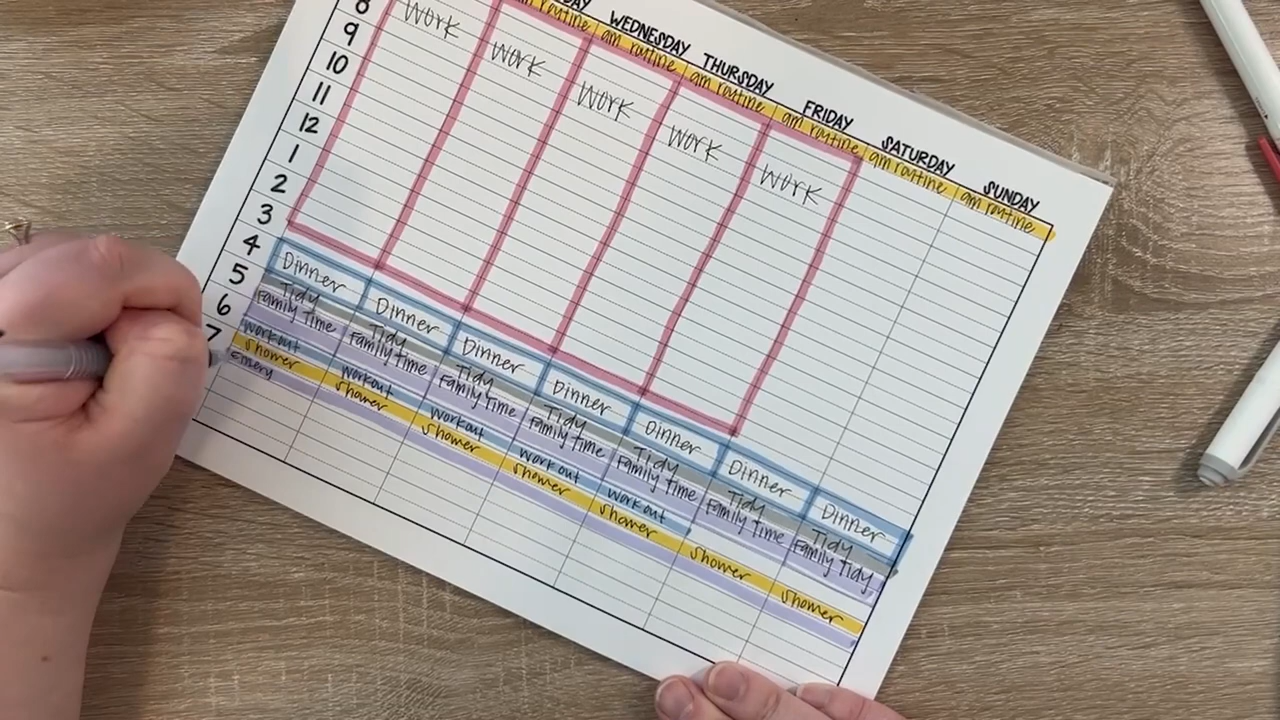 WEDNESDAY THURSDAY FRIDAY SATURDAY SUNDAY
am routine am routine am routine am routine am routine am routine
8 Work Work Work Work Work
9
10
11
12
1
2
3
4 Dinner Dinner Dinner Dinner Dinner Dinner Dinner
5 Tidy Tidy Tidy Tidy Tidy Tidy Tidy
Family Time Family Time Family Time Family Time Family Time Family Time Family Tidy
6
7 workout workout workout workout workout
shower shower shower shower shower shower shower
Emery